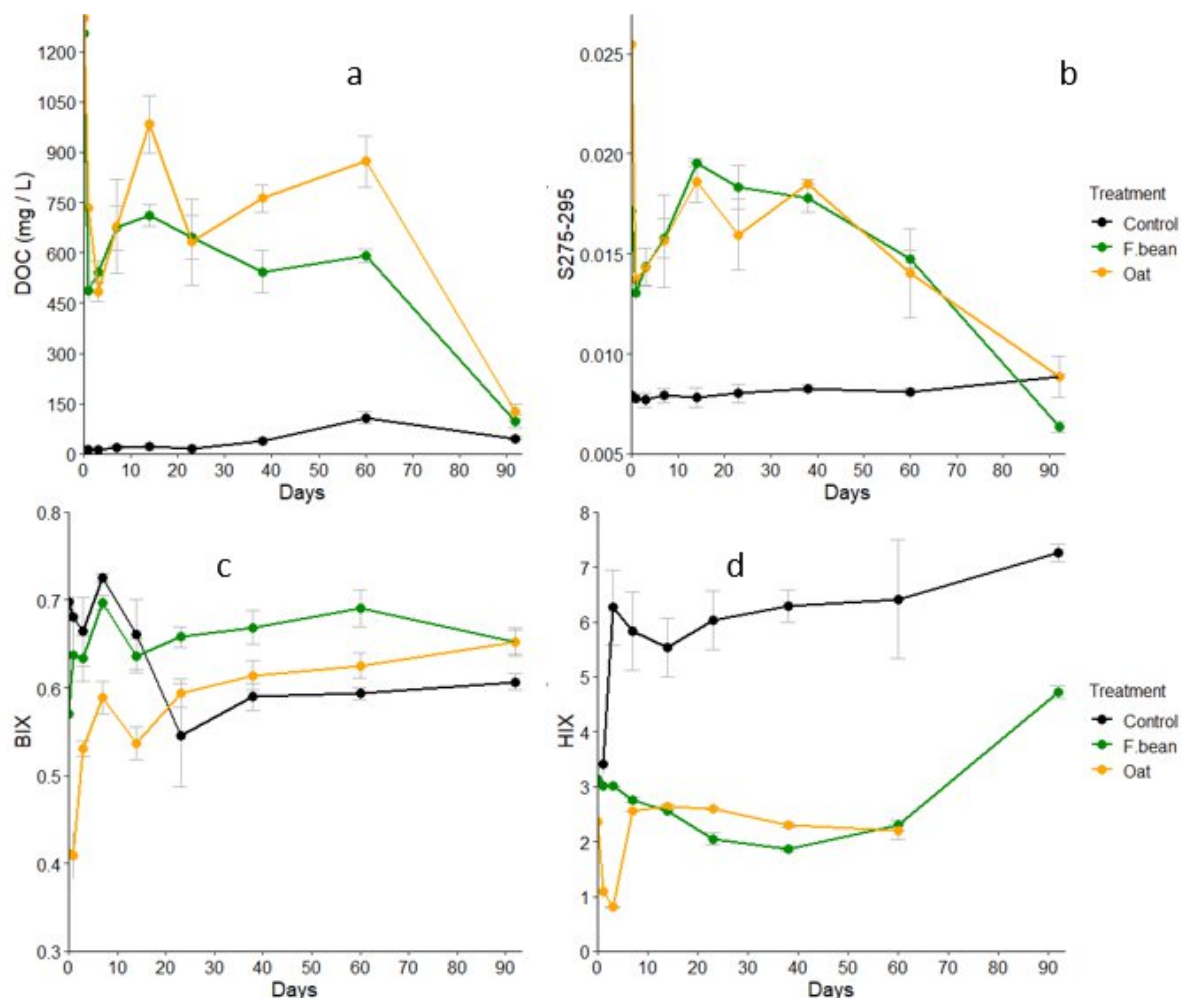 a
DOC (mg / L)
1200
1050
900
750
600
450
300
150
0
0 10 20 30 40 50 60 70 80 90
Days
b
S275-295
0.025
0.020
0.015
0.010
0.005
0 10 20 30 40 50 60 70 80 90
Days
Treatment
Control
F.bean
Oat
c
BIX
0.8
0.7
0.6
0.5
0.4
0.3
0 10 20 30 40 50 60 70 80 90
Days
d
HIX
8
7
6
5
4
3
2
1
0
0 10 20 30 40 50 60 70 80 90
Days
Treatment
Control
F.bean
Oat